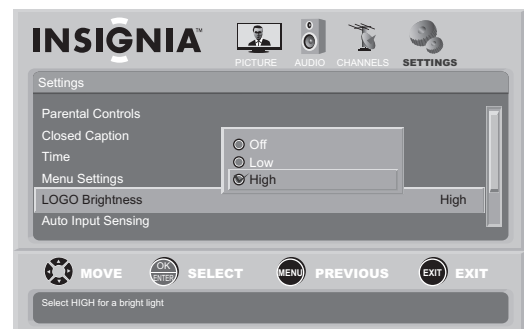 INSIGNIA™
PICTURE AUDIO CHANNELS SETTINGS
Settings
Parental Controls
Closed Caption
Time
Menu Settings
LOGO Brightness High
Auto Input Sensing
Off
Low
High
MOVE OK ENTER SELECT MENU PREVIOUS EXIT EXIT
Select HIGH for a bright light